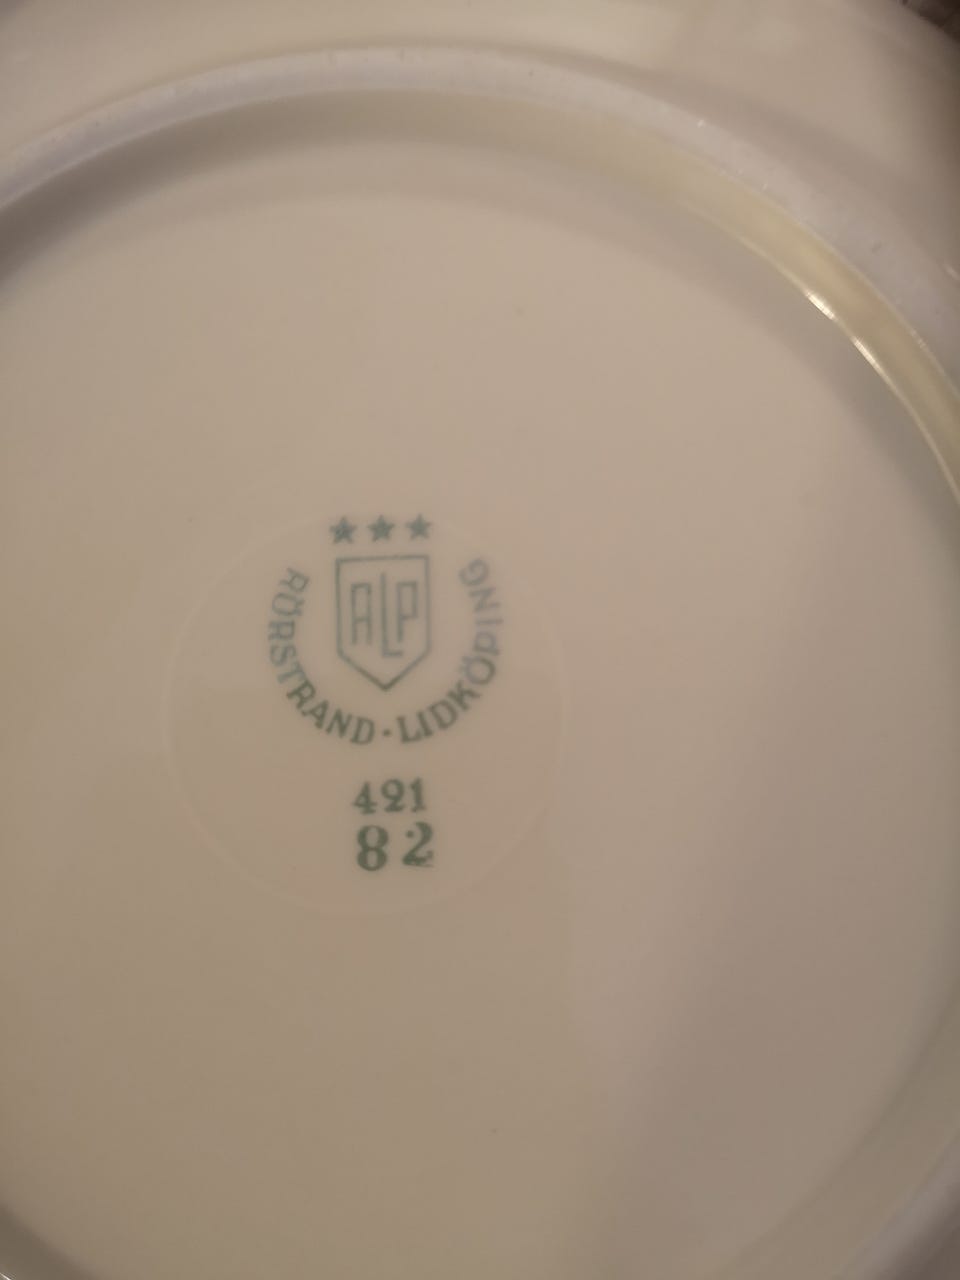 ★★★
ALP
RÖRSTRAND · LIDKÖPING
421
82